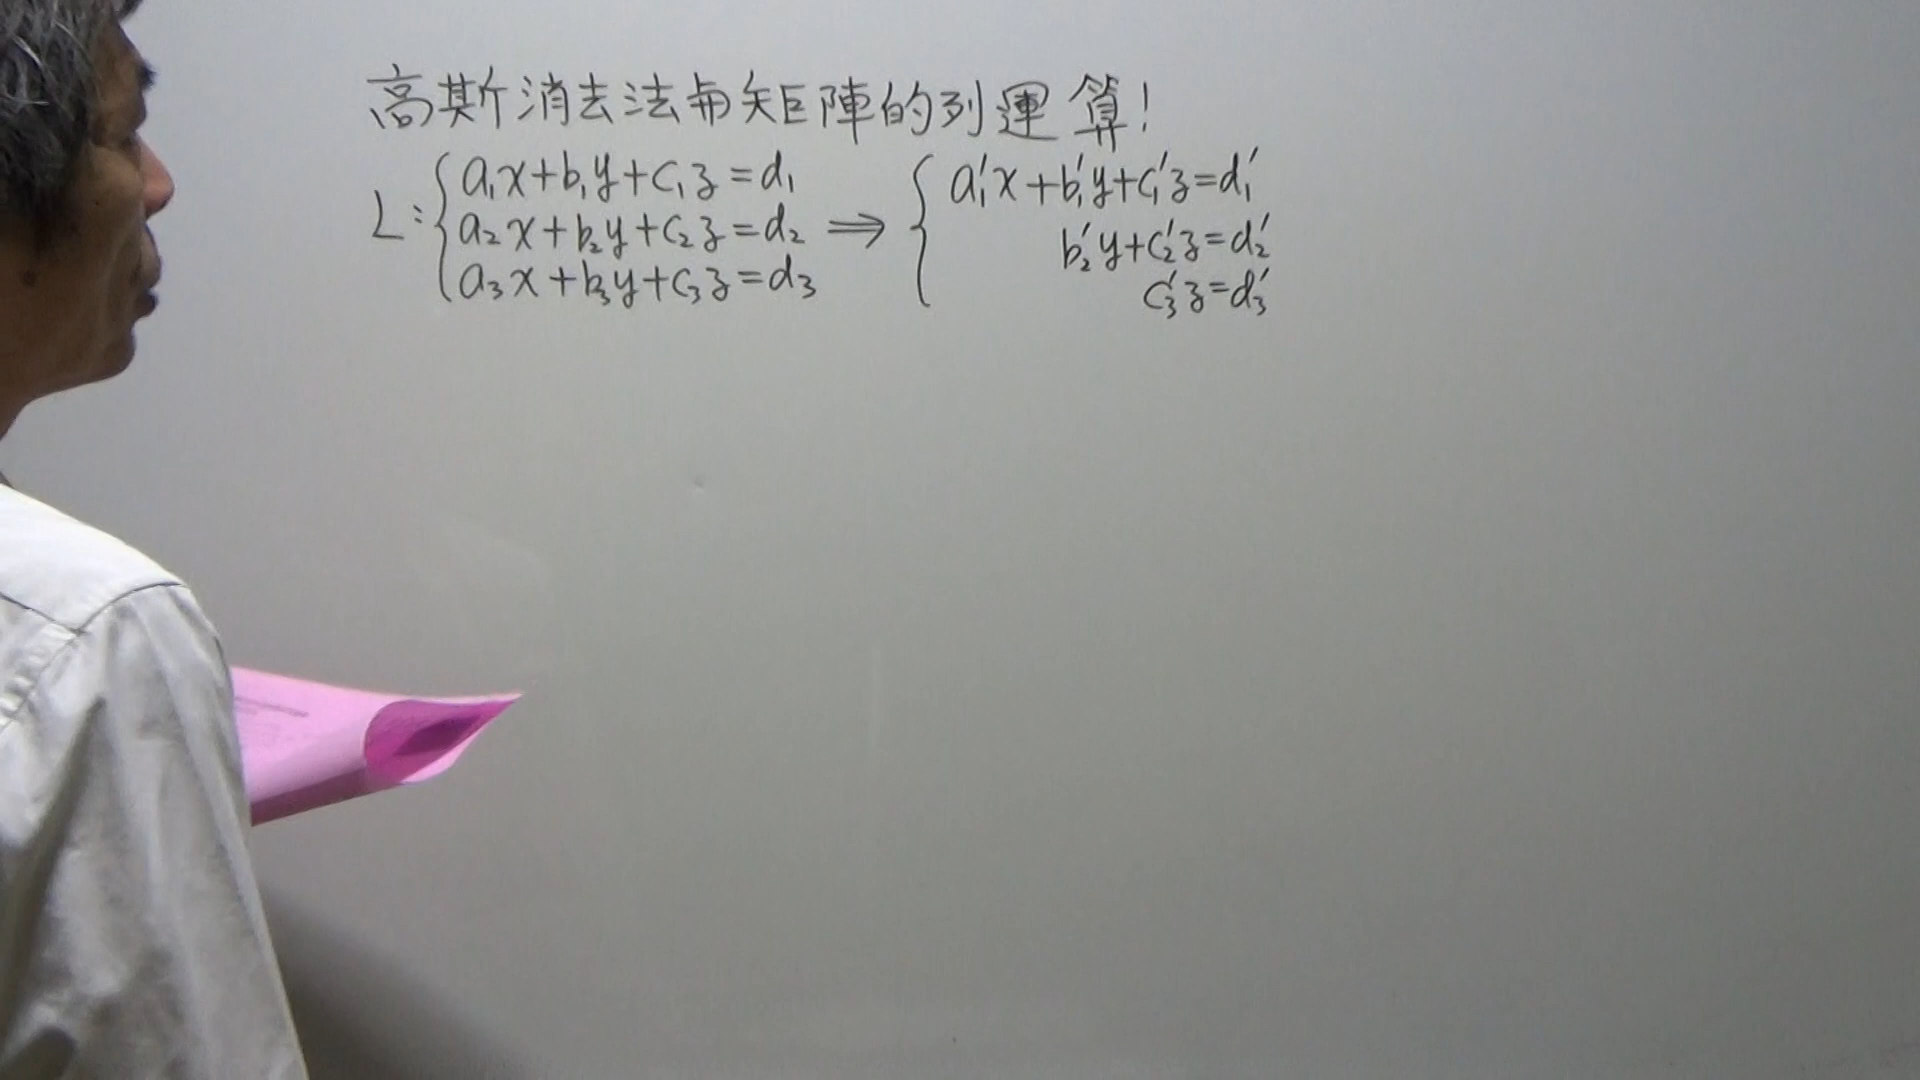 高斯消去法与矩陣的列運算!
L: { a₁x+b₁y+c₁z=d₁ ⇒ { a₁'x+b₁'y+c₁'z=d₁'
a₂x+b₂y+c₂z=d₂ b₂'y+c₂'z=d₂'
a₃x+b₃y+c₃z=d₃ c₃'z=d₃'